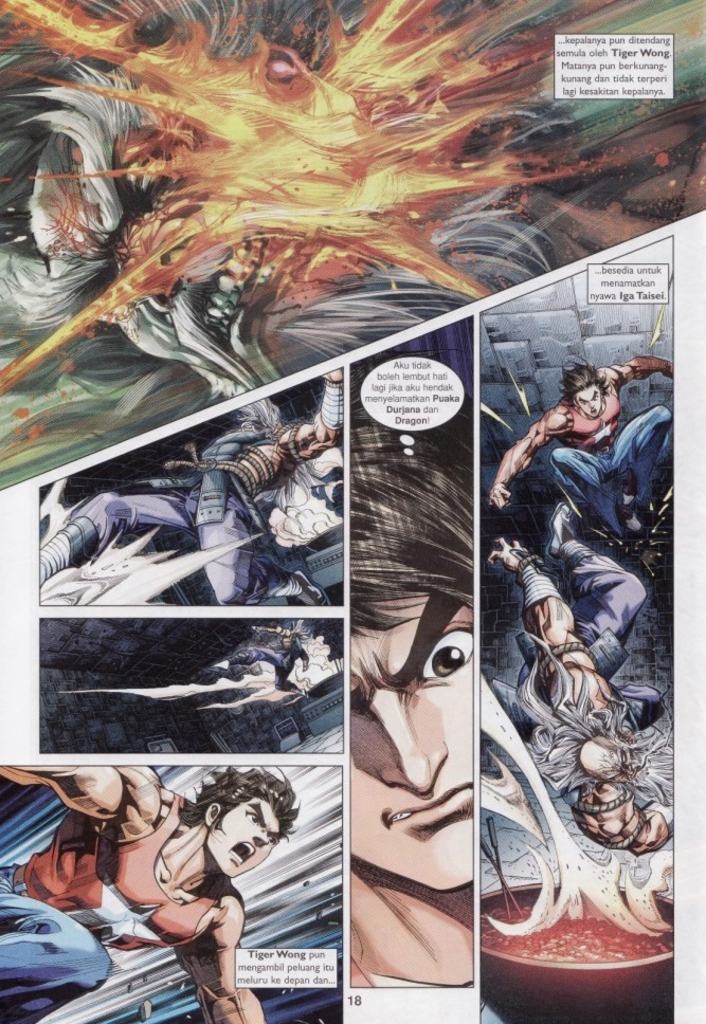 ...kepalanya pun ditendang
semula oleh Tiger Wong.
Matanya pun berkunang-
kunang dan tidak terperi
lagi kesakitan kepalanya.
Aku tidak
boleh lembut hati
lagi jika aku hendak
menyelamatkan Puaka
Durjana dan
Dragon!
Tiger Wong pun
mengambil peluang itu
meluru ke depan dan...
...besedia untuk
menamatkan
nyawa Iga Taisei.
18